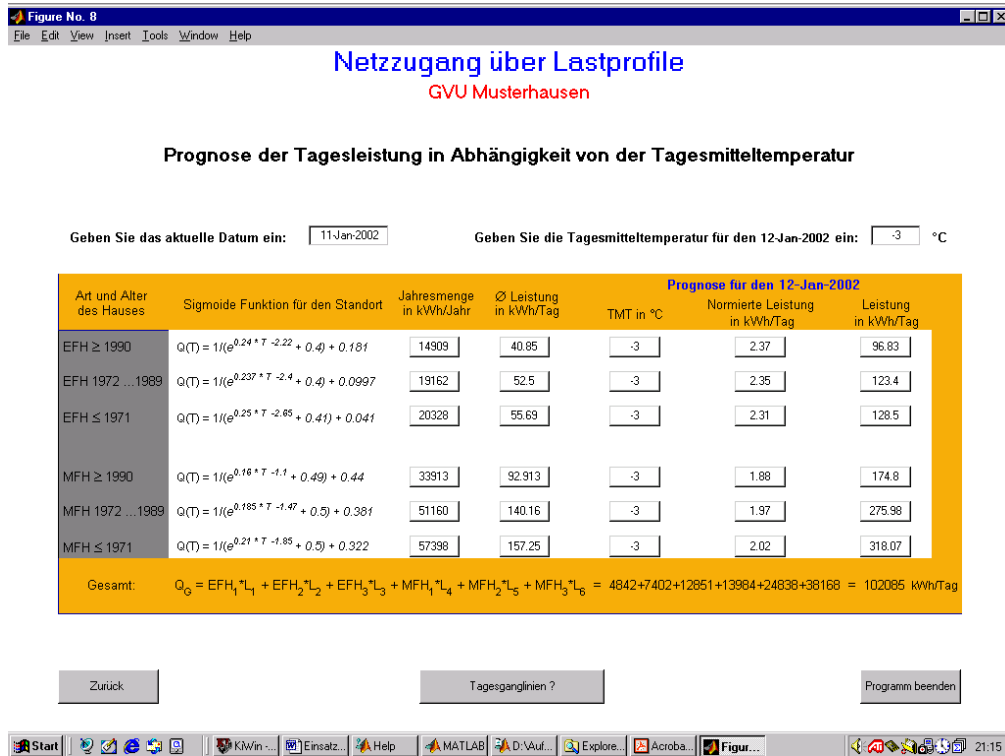 Figure No. 8
File Edit View Insert Tools Window Help
Netzzugang über Lastprofile
GVU Musterhausen
Prognose der Tagesleistung in Abhängigkeit von der Tagesmitteltemperatur
Geben Sie das aktuelle Datum ein: 11-Jan-2002 Geben Sie die Tagesmitteltemperatur für den 12-Jan-2002 ein: -3 °C
Prognose für den 12-Jan-2002
Art und Alter des Hauses Sigmoide Funktion für den Standort Jahresmenge in kWh/Jahr Ø Leistung in kWh/Tag TMT in °C Normierte Leistung in kWh/Tag Leistung in kWh/Tag
EFH ≥ 1990 Q(T) = 1/(e^0.24 * T -2.22 + 0.4) + 0.181 14909 40.85 -3 2.37 96.83
EFH 1972 ...1989 Q(T) = 1/(e^0.237 * T -2.4 + 0.4) + 0.0997 19162 52.5 -3 2.35 123.4
EFH ≤ 1971 Q(T) = 1/(e^0.25 * T -2.65 + 0.41) + 0.041 20328 55.69 -3 2.31 128.5
MFH ≥ 1990 Q(T) = 1/(e^0.16 * T -1.1 + 0.49) + 0.44 33913 92.913 -3 1.88 174.8
MFH 1972 ...1989 Q(T) = 1/(e^0.185 * T -1.47 + 0.5) + 0.381 51160 140.16 -3 1.97 275.98
MFH ≤ 1971 Q(T) = 1/(e^0.21 * T -1.85 + 0.5) + 0.322 57398 157.25 -3 2.02 318.07
Gesamt: Q_G = EFH_1*L_1 + EFH_2*L_2 + EFH_3*L_3 + MFH_1*L_4 + MFH_2*L_5 + MFH_3*L_6 = 4842+7402+12851+13984+24838+38168 = 102085 kWh/Tag
Zurück Tagesganglinien ? Programm beenden
Start KiWin -... Einsatz... Help MATLAB D:\Auf... Explore... Acroba... Figur... 21:15